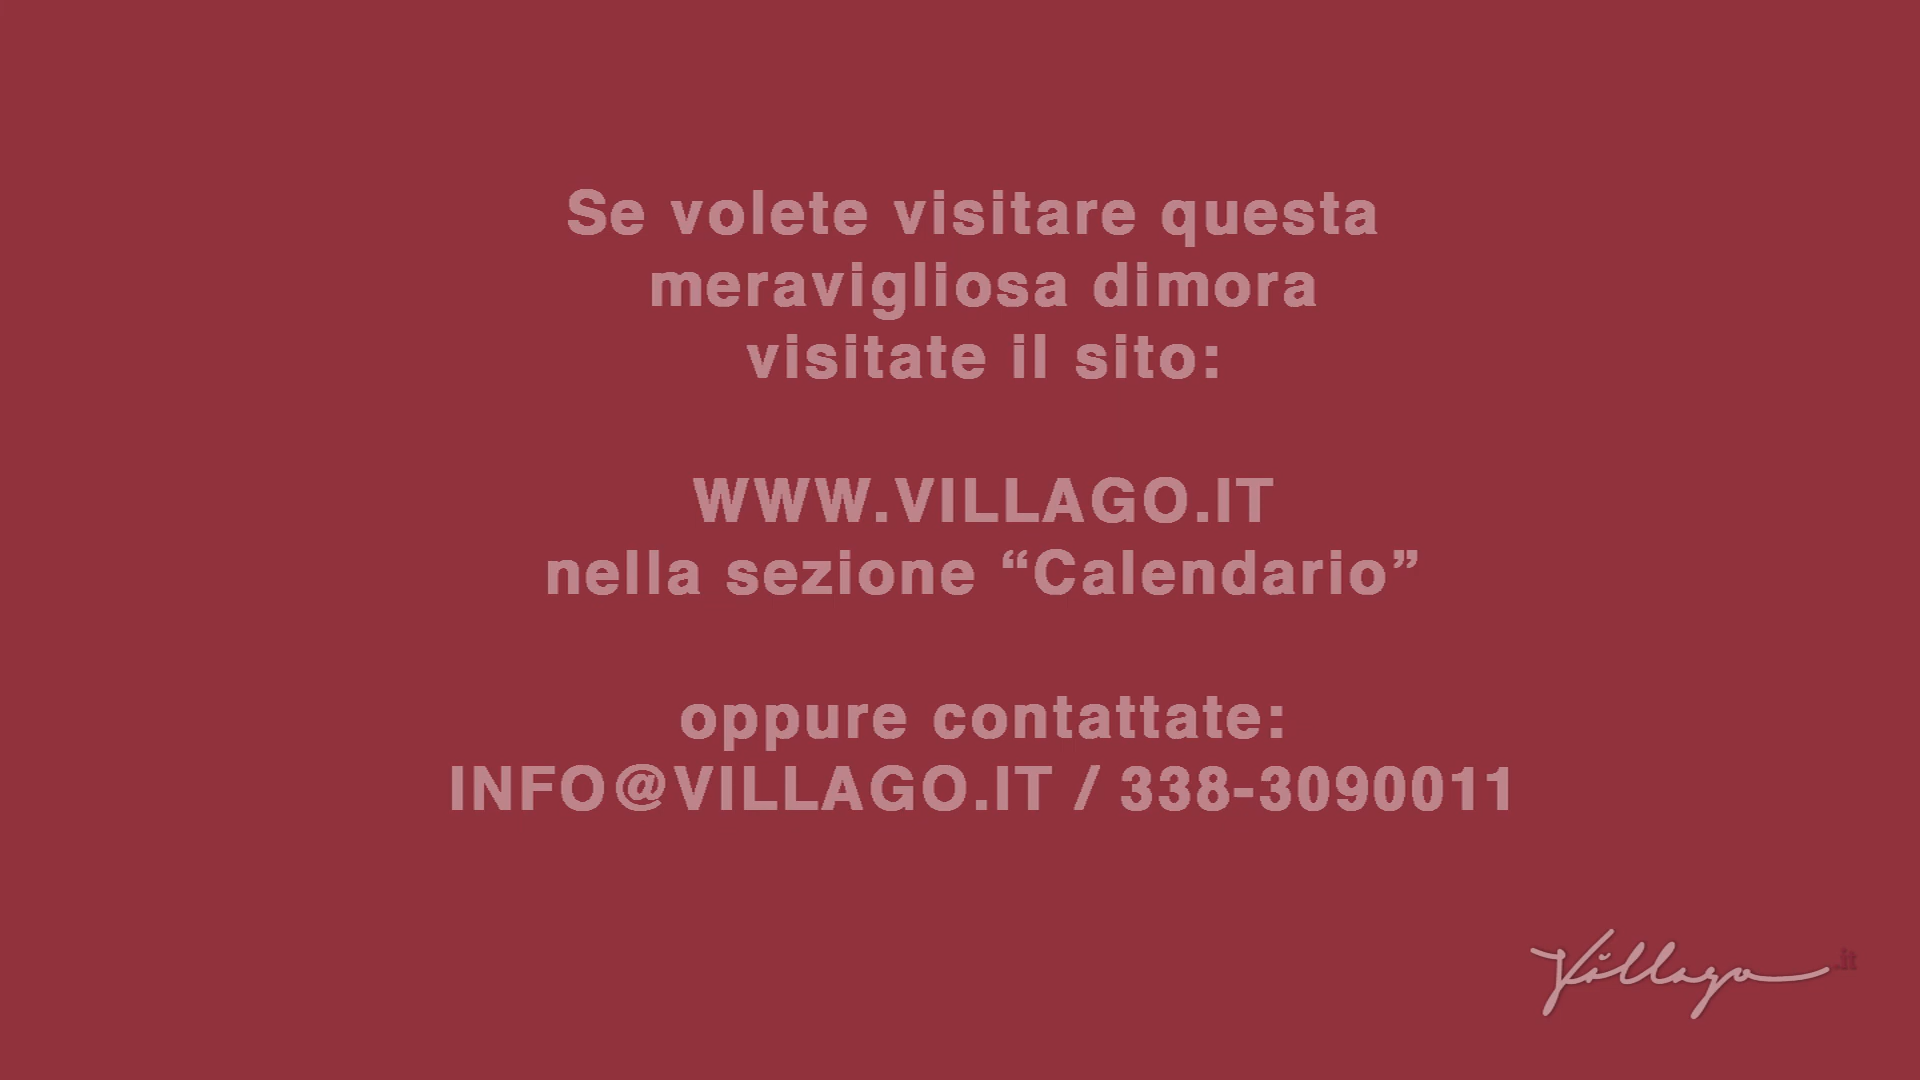 Se volete visitare questa
meravigliosa dimora
visitate il sito:
WWW.VILLAGO.IT
nella sezione “Calendario”
oppure contattate:
INFO@VILLAGO.IT / 338-3090011
Villago.it